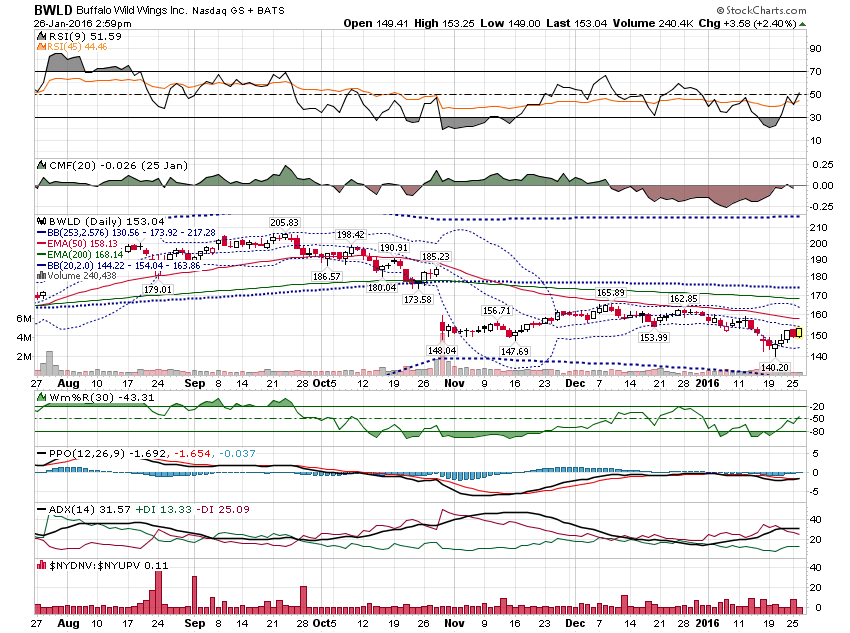 BWLD Buffalo Wild Wings Inc. Nasdaq GS + BATS
© StockCharts.com
26-Jan-2016 2:59pm
Open 149.41 High 153.25 Low 149.00 Last 153.04 Volume 240.4K Chg +3.58 (+2.40%)
RSI(9) 51.59
RSI(45) 44.46
90
70
50
30
10
CMF(20) -0.026 (25 Jan)
0.25
0.00
-0.25
BWLD (Daily) 153.04
BB(253,2.576) 130.56 - 173.92 - 217.28
EMA(50) 158.13
EMA(200) 168.14
BB(20,2.0) 144.22 - 154.04 - 163.86
Volume 240,438
205.83
198.42
190.91
185.23
186.57
180.04
179.01
173.58
165.89
162.85
156.71
153.99
148.04
147.69
140.20
210
200
190
180
170
160
150
140
6M
4M
2M
27 Aug 10 17 24 Sep 8 14 21 28 Oct5 12 19 26 Nov 9 16 23 Dec 7 14 21 28 2016 11 19 25
Wm%R(30) -43.31
-20
-50
-80
PPO(12,26,9) -1.692, -1.654, -0.037
5
0
-5
ADX(14) 31.57 +DI 13.33 -DI 25.09
40
20
$NYDNV:$NYUPV 0.11
40
20
0
27 Aug 10 17 24 Sep 8 14 21 28 Oct5 12 19 26 Nov 9 16 23 Dec 7 14 21 28 2016 11 19 25